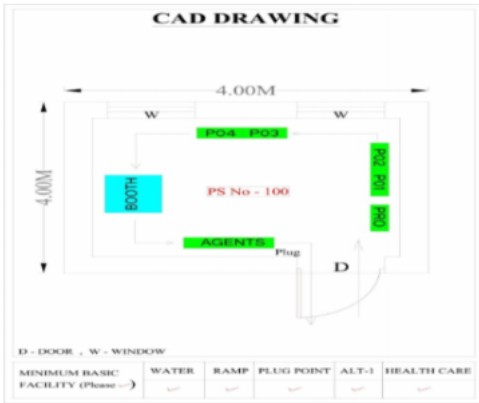 CAD DRAWING
4.00M
W W
PO4 PO3
4.00M
BOOTH
PS No - 100
PO2 PO1
PRO
AGENTS
Plug
D
D - DOOR , W - WINDOW
MINIMUM BASIC FACILITY (Please ✓) WATER RAMP PLUG POINT ALT-1 HEALTH CARE
✓ ✓ ✓ ✓ ✓